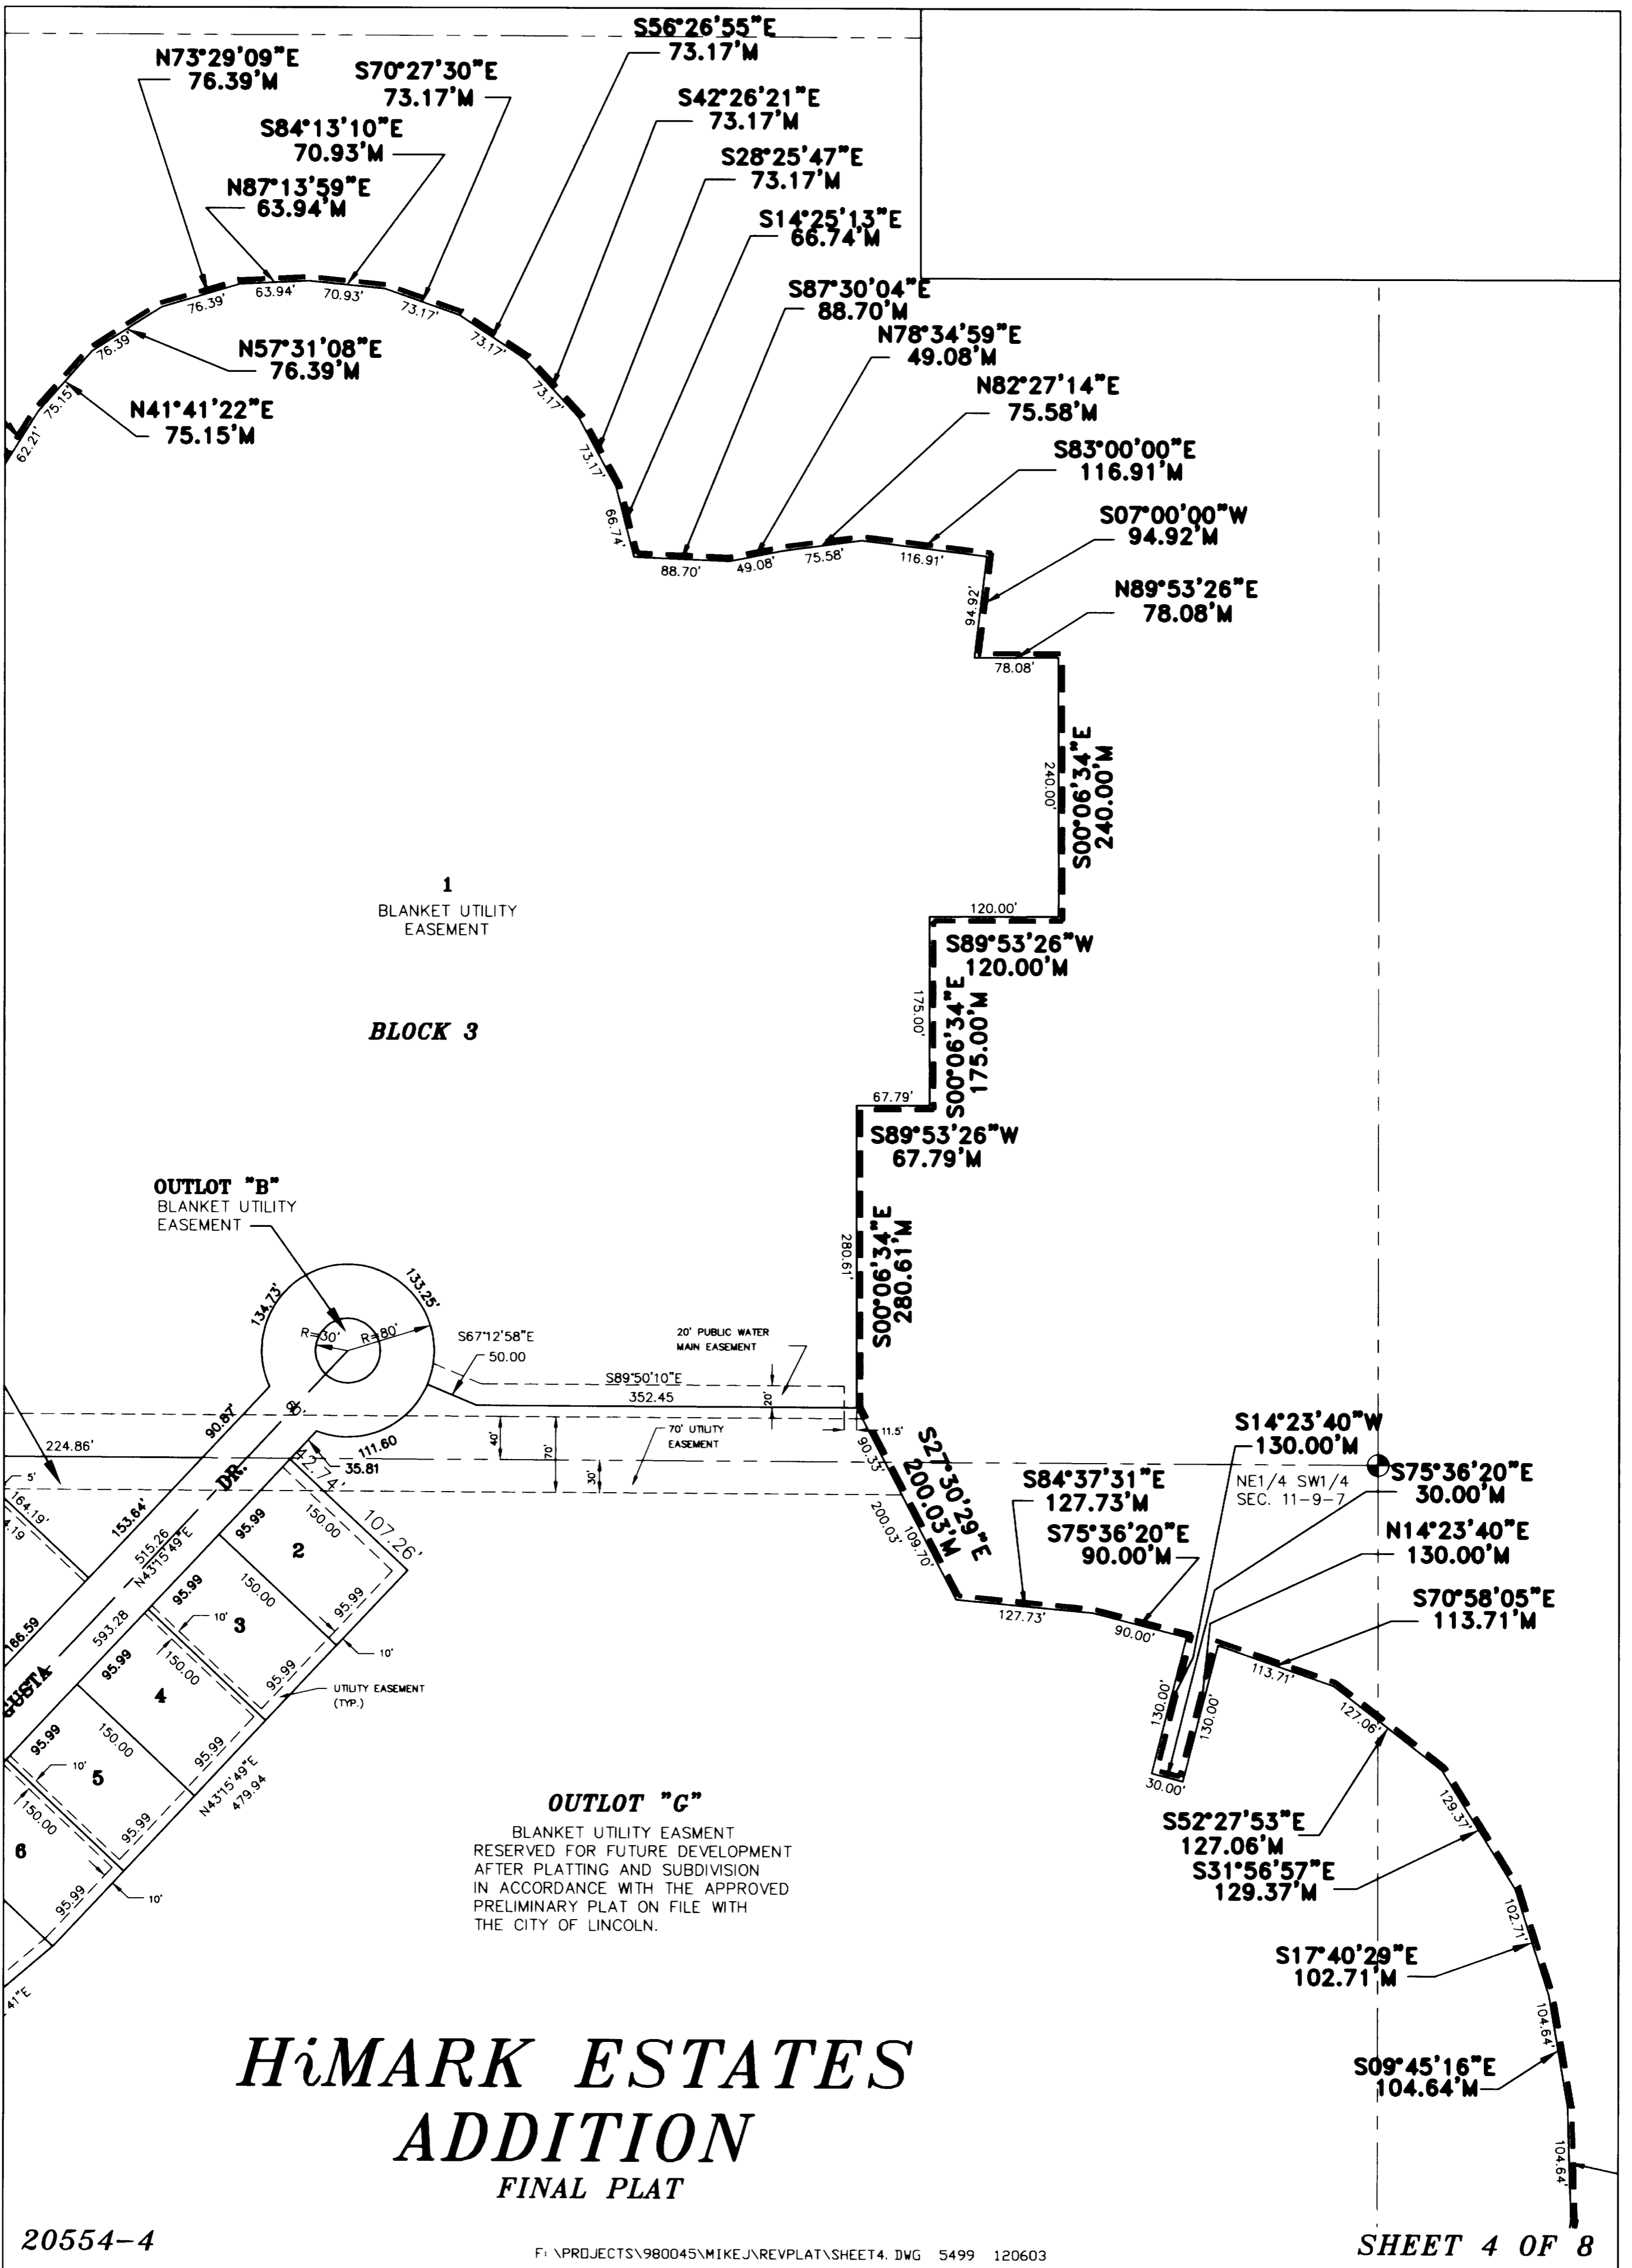 S56°26'55"E
73.17'M
N73°29'09"E
76.39'M
S70°27'30"E
73.17'M
S42°26'21"E
73.17'M
S84°13'10"E
70.93'M
S28°25'47"E
73.17'M
N87°13'59"E
63.94'M
S14°25'13"E
66.74'M
S87°30'04"E
88.70'M
N78°34'59"E
49.08'M
N57°31'08"E
76.39'M
N82°27'14"E
75.58'M
N41°41'22"E
75.15'M
S83°00'00"E
116.91'M
S07°00'00"W
94.92'M
N89°53'26"E
78.08'M
62.21'
75.15'
76.39'
76.39'
63.94'
70.93'
73.17'
73.17'
73.17'
73.17'
66.74'
88.70'
49.08'
75.58'
116.91'
94.92'
78.08'
240.00'
S00°06'34"E
240.00'M
1
BLANKET UTILITY
EASEMENT
120.00'
S89°53'26"W
120.00'M
175.00'
S00°06'34"E
175.00'M
BLOCK 3
67.79'
S89°53'26"W
67.79'M
280.61'
S00°06'34"E
280.61'M
OUTLOT "B"
BLANKET UTILITY
EASEMENT
134.73'
133.25'
R=30'
R=80'
S67°12'58"E
50.00
20' PUBLIC WATER
MAIN EASEMENT
S89°50'10"E
352.45
20'
11.5'
70' UTILITY
EASEMENT
40'
70'
30'
90.87'
60'
224.86'
111.60
35.81
42.74'
5'
164.19'
4.19
DR.
153.64'
515.26
N43°15'49"E
107.26'
90.33'
S27°30'29"E
200.03'M
200.03'
109.70'
S14°23'40"W
130.00'M
NE1/4 SW1/4
SEC. 11-9-7
S75°36'20"E
30.00'M
S84°37'31"E
127.73'M
S75°36'20"E
90.00'M
N14°23'40"E
130.00'M
S70°58'05"E
113.71'M
127.73'
90.00'
113.71'
130.00'
130.00'
30.00'
127.06'
129.37'
95.99
150.00
2
95.99
95.99
150.00
10'
3
95.99
10'
186.59
593.28
95.99
150.00
4
UTILITY EASEMENT
(TYP.)
GUSTA
95.99
95.99
150.00
10'
5
N43°15'49"E
479.94
95.99
150.00
6
95.99
10'
41"E
OUTLOT "G"
BLANKET UTILITY EASMENT
RESERVED FOR FUTURE DEVELOPMENT
AFTER PLATTING AND SUBDIVISION
IN ACCORDANCE WITH THE APPROVED
PRELIMINARY PLAT ON FILE WITH
THE CITY OF LINCOLN.
S52°27'53"E
127.06'M
S31°56'57"E
129.37'M
102.71'
S17°40'29"E
102.71'M
104.64'
S09°45'16"E
104.64'M
104.64'
HiMARK ESTATES
ADDITION
FINAL PLAT
20554-4
F:\PROJECTS\980045\MIKEJ\REVPLAT\SHEET4.DWG 5499 120603
SHEET 4 OF 8